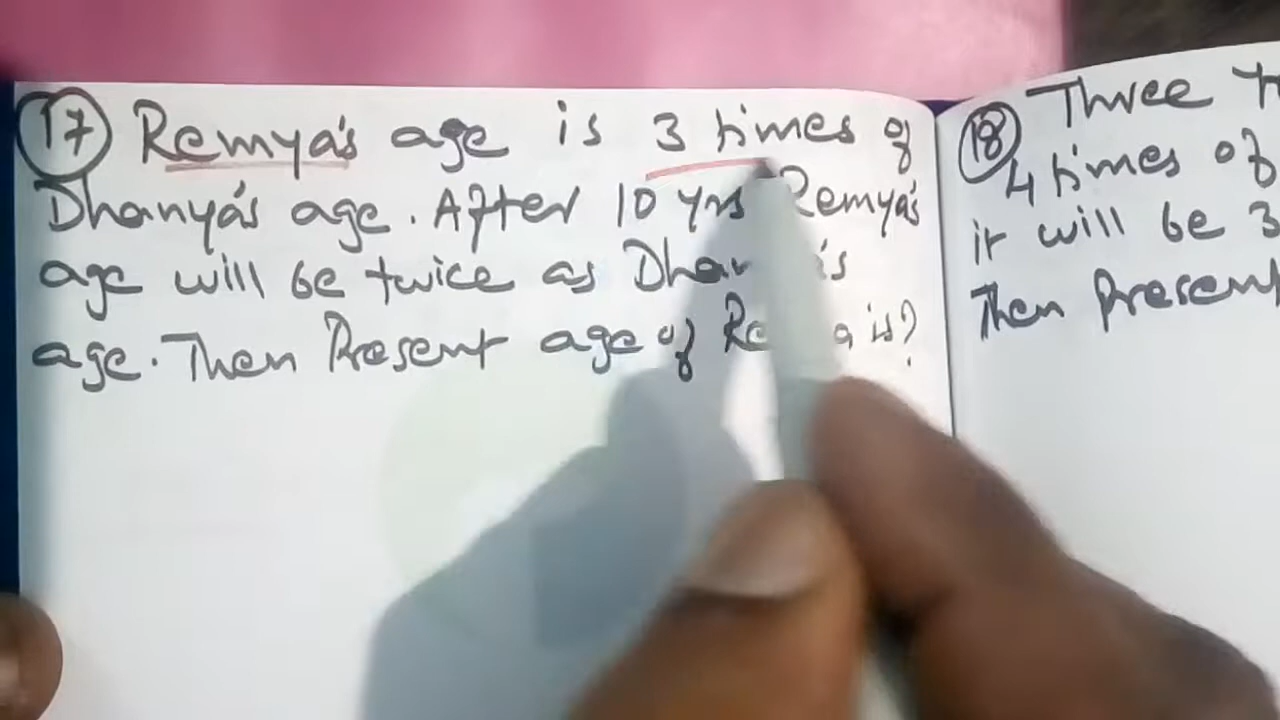 17 Remya's age is 3 times of
Dhanya's age. After 10 yrs Remya's
age will be twice as
age. Then Present age of is?
18 Three
4 times of
it will be 3
Then Present